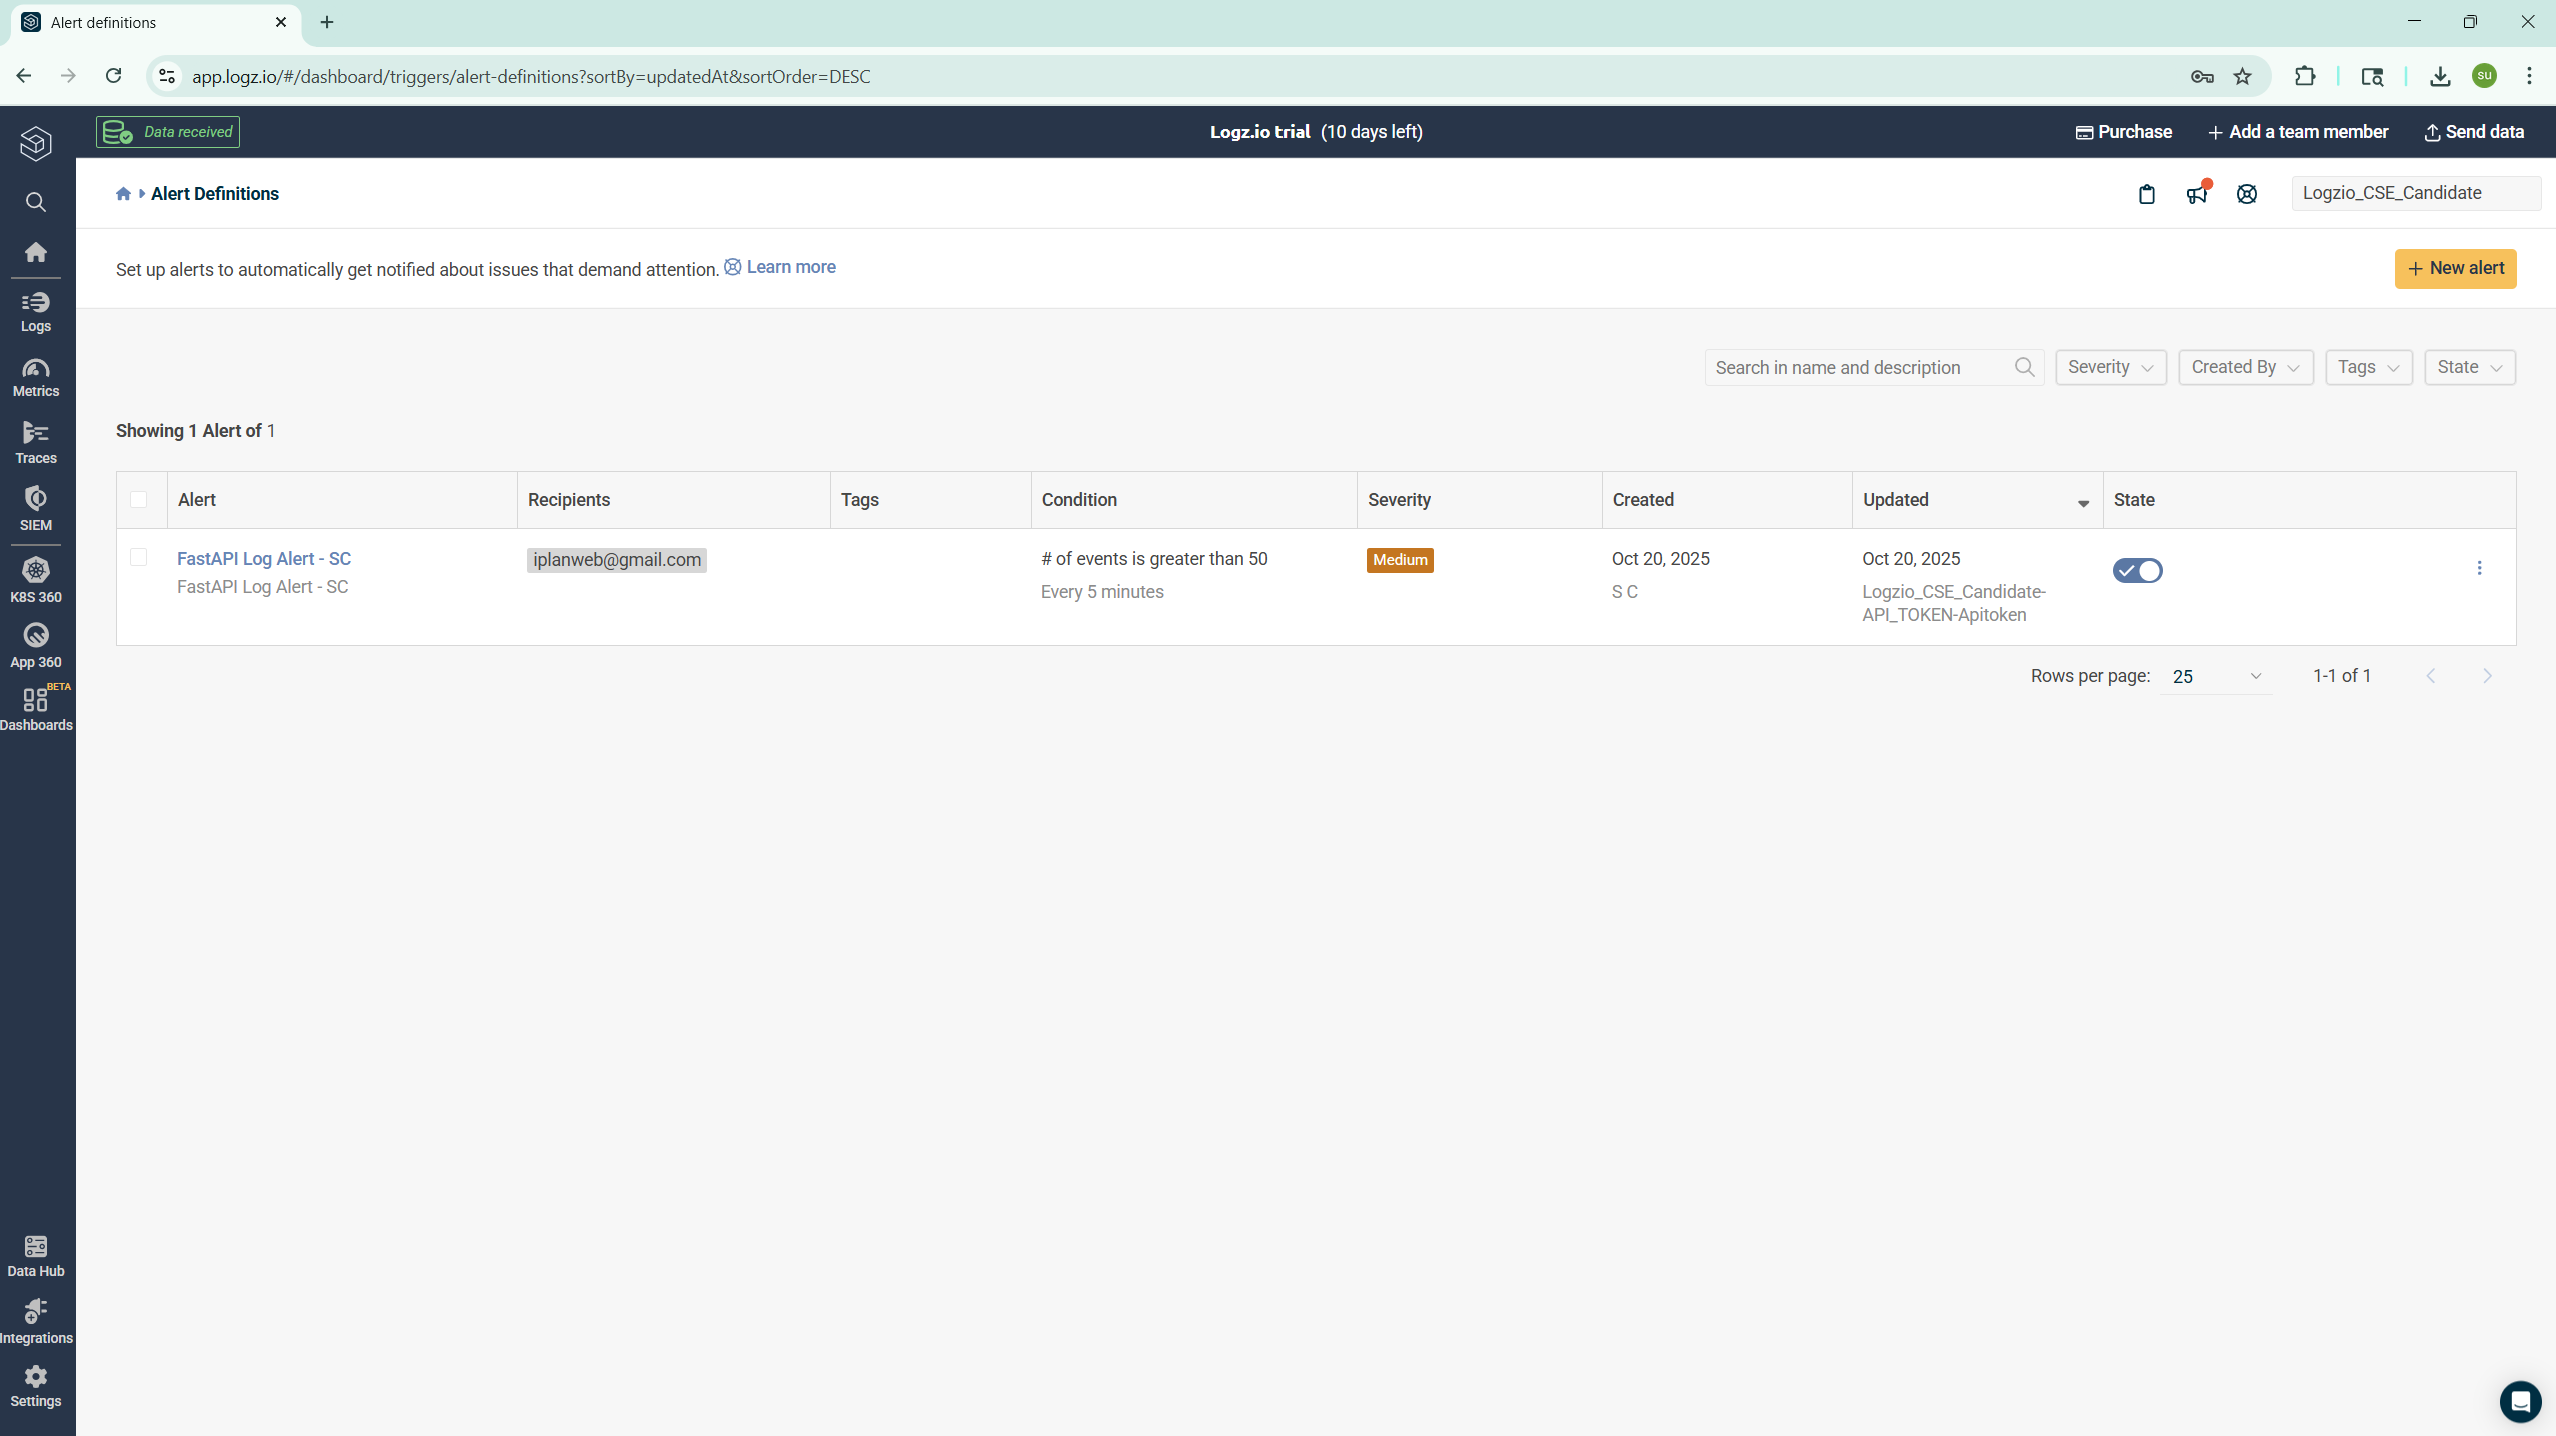 Alert definitions
app.logz.io/#/dashboard/triggers/alert-definitions?sortBy=updatedAt&sortOrder=DESC
su
Data received
Logz.io trial (10 days left)
Purchase
+ Add a team member
Send data
Alert Definitions
Logzio_CSE_Candidate
Set up alerts to automatically get notified about issues that demand attention. Learn more
+ New alert
Logs
Metrics
Traces
SIEM
K8S 360
App 360
BETA
Dashboards
Data Hub
Integrations
Settings
Search in name and description
Severity
Created By
Tags
State
Showing 1 Alert of 1
Alert Recipients Tags Condition Severity Created Updated State
FastAPI Log Alert - SC iplanweb@gmail.com # of events is greater than 50 Medium Oct 20, 2025 Oct 20, 2025
FastAPI Log Alert - SC Every 5 minutes S C Logzio_CSE_Candidate-
API_TOKEN-Apitoken
Rows per page: 25 1-1 of 1